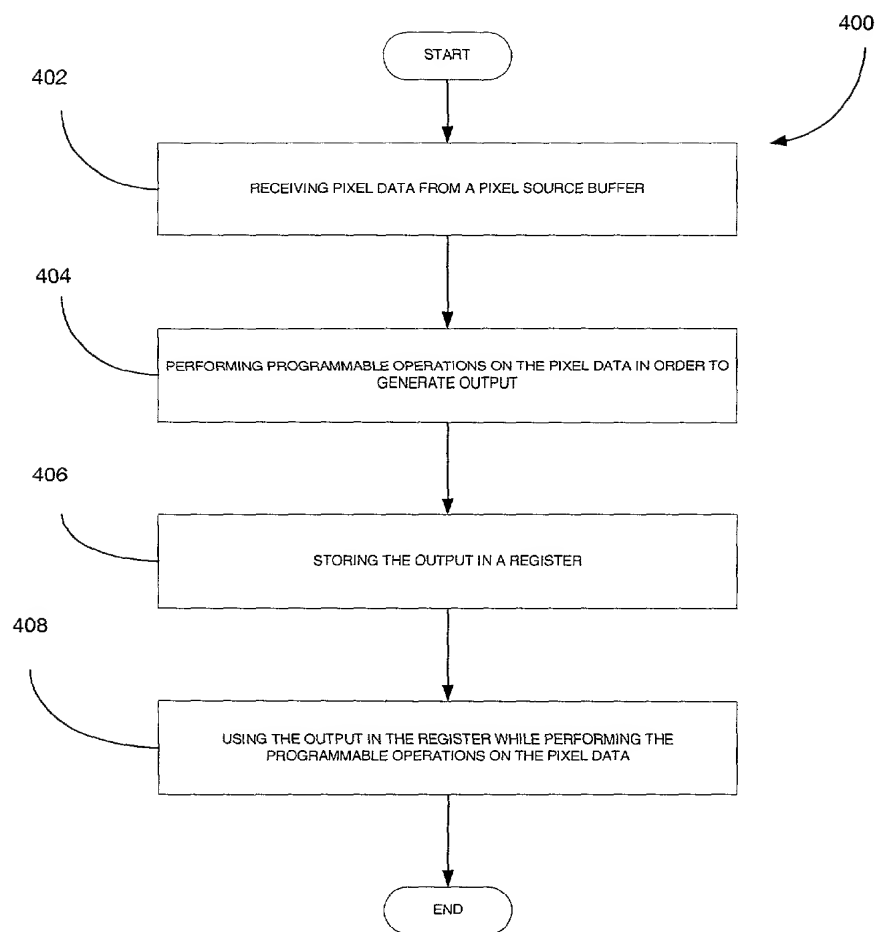 400
START
402
RECEIVING PIXEL DATA FROM A PIXEL SOURCE BUFFER
404
PERFORMING PROGRAMMABLE OPERATIONS ON THE PIXEL DATA IN ORDER TO
GENERATE OUTPUT
406
STORING THE OUTPUT IN A REGISTER
408
USING THE OUTPUT IN THE REGISTER WHILE PERFORMING THE
PROGRAMMABLE OPERATIONS ON THE PIXEL DATA
END